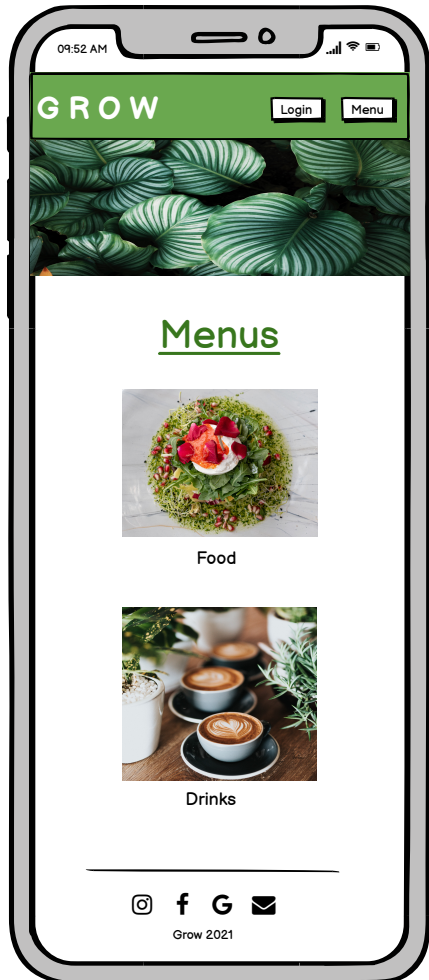 09:52 AM
GROW
Login
Menu
Menus
Food
Drinks
Grow 2021